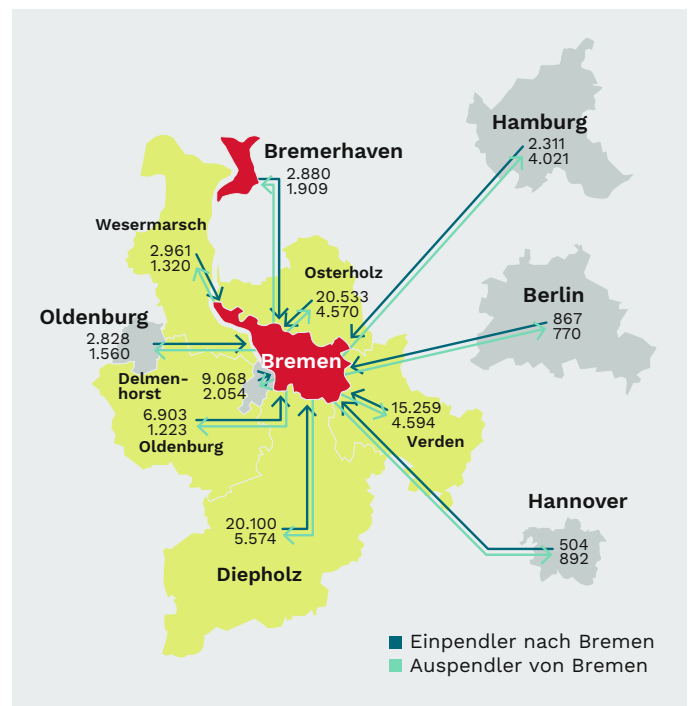 Hamburg
2.311
4.021
Bremerhaven
2.880
1.909
Wesermarsch
2.961
1.320
Osterholz
20.533
4.570
Berlin
867
770
Oldenburg
2.828
1.560
Bremen
Delmen-
horst
9.068
2.054
6.903
1.223
Oldenburg
15.259
4.594
Verden
Hannover
504
892
20.100
5.574
Diepholz
Einpendler nach Bremen
Auspendler von Bremen